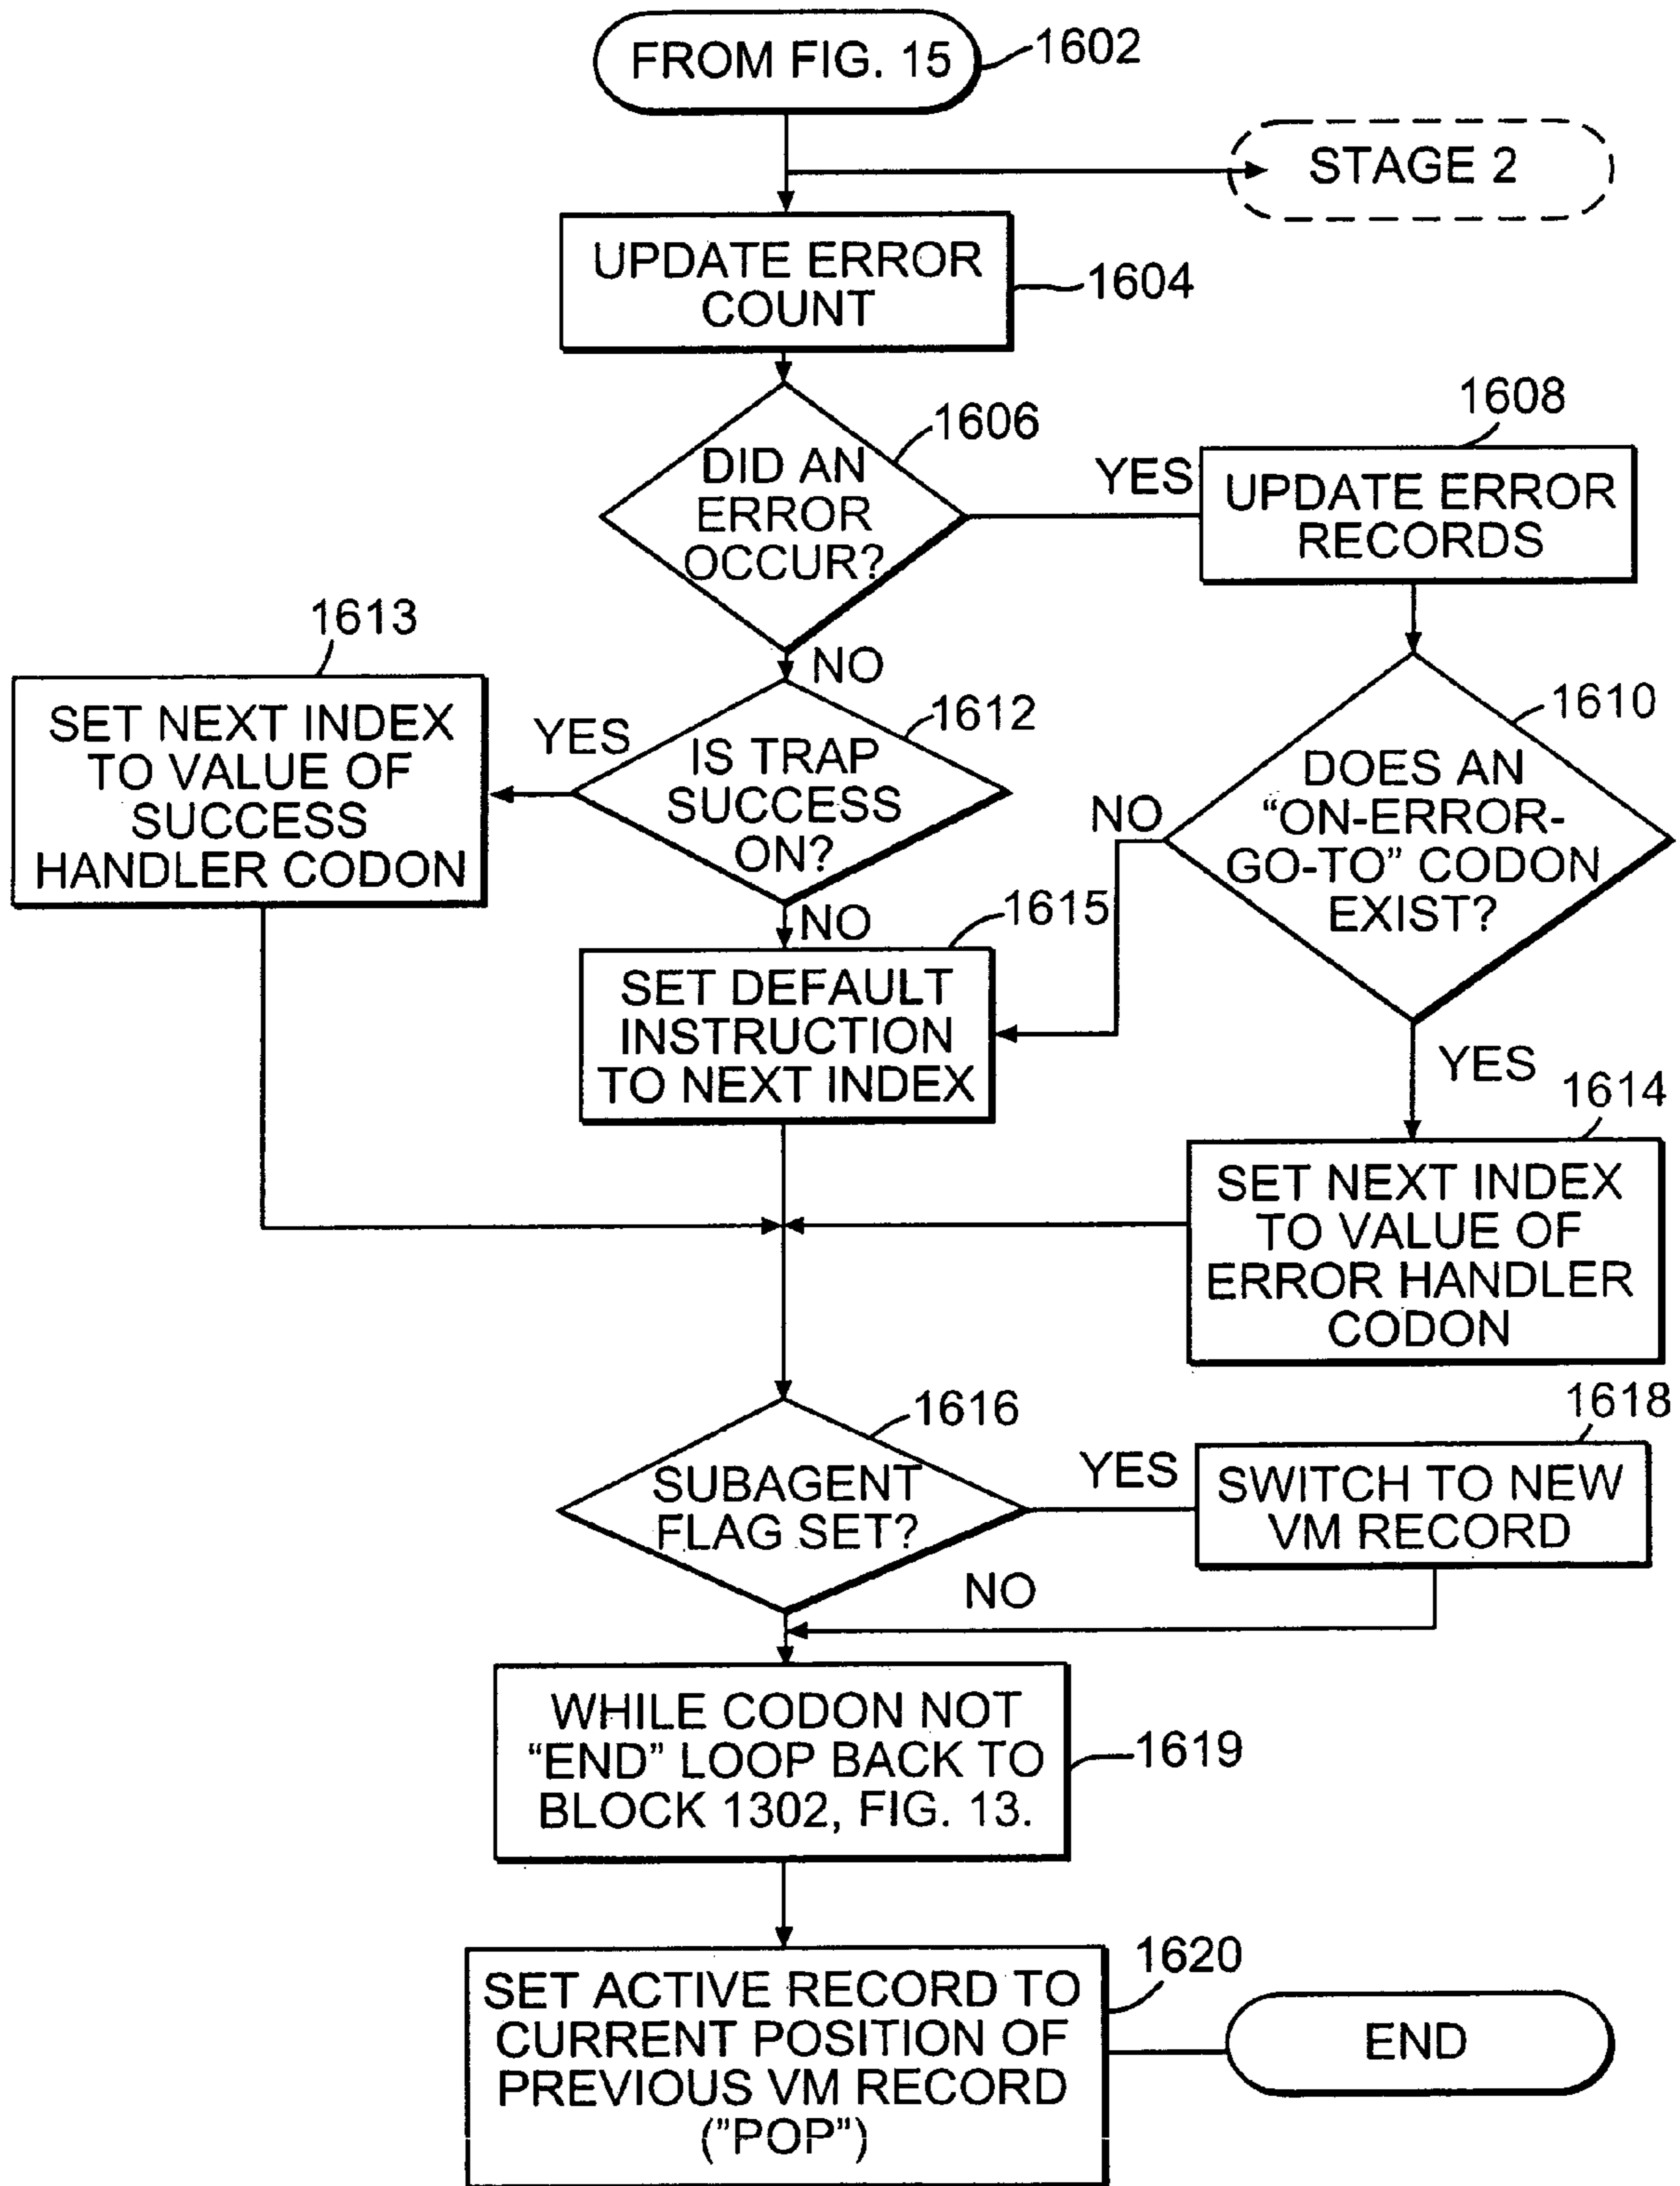 FROM FIG. 15
1602
STAGE 2
UPDATE ERROR
COUNT
1604
1606
DID AN
ERROR
OCCUR?
YES
1608
UPDATE ERROR
RECORDS
NO
1613
SET NEXT INDEX
TO VALUE OF
SUCCESS
HANDLER CODON
YES
1612
IS TRAP
SUCCESS
ON?
NO
1610
DOES AN
“ON-ERROR-
GO-TO” CODON
EXIST?
NO
1615
SET DEFAULT
INSTRUCTION
TO NEXT INDEX
YES
1614
SET NEXT INDEX
TO VALUE OF
ERROR HANDLER
CODON
1616
SUBAGENT
FLAG SET?
YES
1618
SWITCH TO NEW
VM RECORD
NO
WHILE CODON NOT
“END” LOOP BACK TO
BLOCK 1302, FIG. 13.
1619
1620
SET ACTIVE RECORD TO
CURRENT POSITION OF
PREVIOUS VM RECORD
("POP")
END